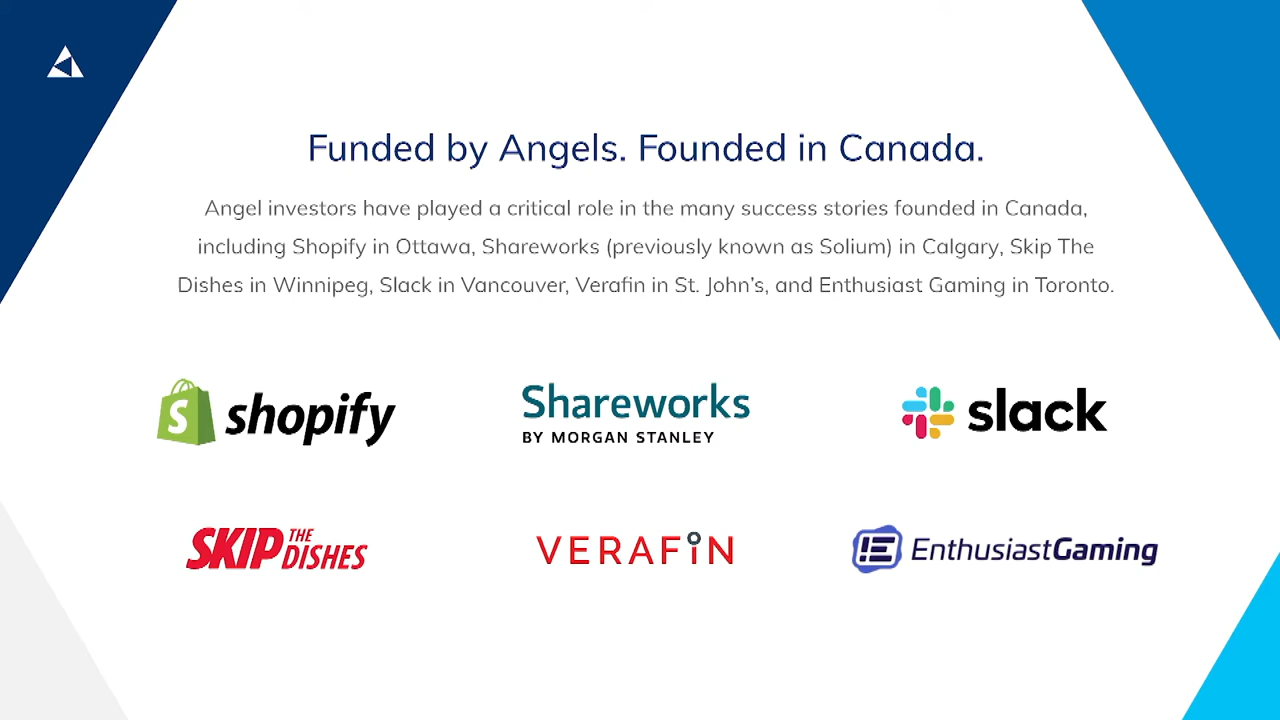 Funded by Angels. Founded in Canada.
Angel investors have played a critical role in the many success stories founded in Canada,
including Shopify in Ottawa, Shareworks (previously known as Solium) in Calgary, Skip The
Dishes in Winnipeg, Slack in Vancouver, Verafin in St. John’s, and Enthusiast Gaming in Toronto.
S shopify
Shareworks
BY MORGAN STANLEY
slack
SKIP THE DISHES
VERAFIN
E EnthusiastGaming